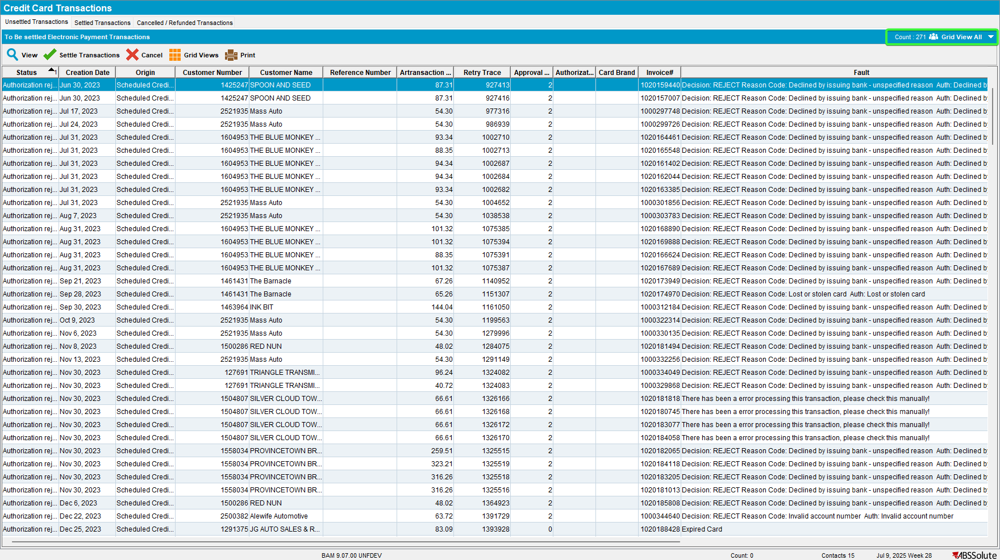 Credit Card Transactions
Unsettled Transactions Settled Transactions Cancelled / Refunded Transactions
To Be settled Electronic Payment Transactions Count : 271 Grid View All
View Settle Transactions Cancel Grid Views Print
Status 1 Creation Date Origin Customer Number Customer Name Reference Number Artransaction ... Retry Trace Approval ... Authorizat... Card Brand Invoice# Fault
Authorization rej... Jun 30, 2023 Scheduled Credi... 1425247 SPOON AND SEED 87.31 927413 2 1020159440 Decision: REJECT Reason Code: Declined by issuing bank - unspecified reason Auth: Declined by
Authorization rej... Jun 30, 2023 Scheduled Credi... 1425247 SPOON AND SEED 87.31 927416 2 1020157007 Decision: REJECT Reason Code: Declined by issuing bank - unspecified reason Auth: Declined by
Authorization rej... Jul 17, 2023 Scheduled Credi... 2521935 Mass Auto 54.30 977316 2 1000297748 Decision: REJECT Reason Code: Declined by issuing bank - unspecified reason Auth: Declined by
Authorization rej... Jul 24, 2023 Scheduled Credi... 2521935 Mass Auto 54.30 986939 2 1000299726 Decision: REJECT Reason Code: Declined by issuing bank - unspecified reason Auth: Declined by
Authorization rej... Jul 31, 2023 Scheduled Credi... 1604953 THE BLUE MONKEY ... 93.34 1002710 2 1020164461 Decision: REJECT Reason Code: Declined by issuing bank - unspecified reason Auth: Declined by
Authorization rej... Jul 31, 2023 Scheduled Credi... 1604953 THE BLUE MONKEY ... 88.35 1002713 2 1020165548 Decision: REJECT Reason Code: Declined by issuing bank - unspecified reason Auth: Declined by
Authorization rej... Jul 31, 2023 Scheduled Credi... 1604953 THE BLUE MONKEY ... 94.34 1002687 2 1020161402 Decision: REJECT Reason Code: Declined by issuing bank - unspecified reason Auth: Declined by
Authorization rej... Jul 31, 2023 Scheduled Credi... 1604953 THE BLUE MONKEY ... 94.34 1002684 2 1020162044 Decision: REJECT Reason Code: Declined by issuing bank - unspecified reason Auth: Declined by
Authorization rej... Jul 31, 2023 Scheduled Credi... 1604953 THE BLUE MONKEY ... 93.34 1002682 2 1020163385 Decision: REJECT Reason Code: Declined by issuing bank - unspecified reason Auth: Declined by
Authorization rej... Jul 31, 2023 Scheduled Credi... 2521935 Mass Auto 54.30 1004652 2 1000301856 Decision: REJECT Reason Code: Declined by issuing bank - unspecified reason Auth: Declined by
Authorization rej... Aug 7, 2023 Scheduled Credi... 2521935 Mass Auto 54.30 1038538 2 1000303783 Decision: REJECT Reason Code: Declined by issuing bank - unspecified reason Auth: Declined by
Authorization rej... Aug 31, 2023 Scheduled Credi... 1604953 THE BLUE MONKEY ... 101.32 1075385 2 1020168890 Decision: REJECT Reason Code: Declined by issuing bank - unspecified reason Auth: Declined by
Authorization rej... Aug 31, 2023 Scheduled Credi... 1604953 THE BLUE MONKEY ... 101.32 1075394 2 1020169888 Decision: REJECT Reason Code: Declined by issuing bank - unspecified reason Auth: Declined by
Authorization rej... Aug 31, 2023 Scheduled Credi... 1604953 THE BLUE MONKEY ... 88.35 1075391 2 1020166624 Decision: REJECT Reason Code: Declined by issuing bank - unspecified reason Auth: Declined by
Authorization rej... Aug 31, 2023 Scheduled Credi... 1604953 THE BLUE MONKEY ... 101.32 1075387 2 1020167689 Decision: REJECT Reason Code: Declined by issuing bank - unspecified reason Auth: Declined by
Authorization rej... Sep 21, 2023 Scheduled Credi... 1461431 The Barnacle 67.26 1140952 2 1020173949 Decision: REJECT Reason Code: Declined by issuing bank - unspecified reason Auth: Declined by
Authorization rej... Sep 28, 2023 Scheduled Credi... 1461431 The Barnacle 65.26 1151307 2 1020174970 Decision: REJECT Reason Code: Lost or stolen card Auth: Lost or stolen card
Authorization rej... Sep 30, 2023 Scheduled Credi... 1463964 INK BIT 144.04 1161050 2 1000312184 Decision: REJECT Reason Code: Declined by issuing bank - unspecified reason Auth: Declined by
Authorization rej... Oct 9, 2023 Scheduled Credi... 2521935 Mass Auto 54.30 1199563 2 1000322314 Decision: REJECT Reason Code: Declined by issuing bank - unspecified reason Auth: Declined by
Authorization rej... Nov 6, 2023 Scheduled Credi... 2521935 Mass Auto 54.30 1279996 2 1000330135 Decision: REJECT Reason Code: Declined by issuing bank - unspecified reason Auth: Declined by
Authorization rej... Nov 8, 2023 Scheduled Credi... 1500286 RED NUN 48.02 1284075 2 1020181494 Decision: REJECT Reason Code: Declined by issuing bank - unspecified reason Auth: Declined by
Authorization rej... Nov 13, 2023 Scheduled Credi... 2521935 Mass Auto 54.30 1291149 2 1000332256 Decision: REJECT Reason Code: Declined by issuing bank - unspecified reason Auth: Declined by
Authorization rej... Nov 30, 2023 Scheduled Credi... 127691 TRIANGLE TRANSMI... 96.24 1324082 2 1000334049 Decision: REJECT Reason Code: Declined by issuing bank - unspecified reason Auth: Declined by
Authorization rej... Nov 30, 2023 Scheduled Credi... 127691 TRIANGLE TRANSMI... 40.72 1324083 2 1000329868 Decision: REJECT Reason Code: Declined by issuing bank - unspecified reason Auth: Declined by
Authorization rej... Nov 30, 2023 Scheduled Credi... 1504807 SILVER CLOUD TOW... 66.61 1326166 2 1020181818 There has been a error processing this transaction, please check this manually!
Authorization rej... Nov 30, 2023 Scheduled Credi... 1504807 SILVER CLOUD TOW... 66.61 1326168 2 1020180745 There has been a error processing this transaction, please check this manually!
Authorization rej... Nov 30, 2023 Scheduled Credi... 1504807 SILVER CLOUD TOW... 66.61 1326172 2 1020183077 There has been a error processing this transaction, please check this manually!
Authorization rej... Nov 30, 2023 Scheduled Credi... 1504807 SILVER CLOUD TOW... 66.61 1326170 2 1020184058 There has been a error processing this transaction, please check this manually!
Authorization rej... Nov 30, 2023 Scheduled Credi... 1558034 PROVINCETOWN BR... 259.51 1325515 2 1020182065 Decision: REJECT Reason Code: Declined by issuing bank - unspecified reason Auth: Declined by
Authorization rej... Nov 30, 2023 Scheduled Credi... 1558034 PROVINCETOWN BR... 323.21 1325519 2 1020184118 Decision: REJECT Reason Code: Declined by issuing bank - unspecified reason Auth: Declined by
Authorization rej... Nov 30, 2023 Scheduled Credi... 1558034 PROVINCETOWN BR... 316.26 1325518 2 1020183205 Decision: REJECT Reason Code: Declined by issuing bank - unspecified reason Auth: Declined by
Authorization rej... Nov 30, 2023 Scheduled Credi... 1558034 PROVINCETOWN BR... 316.26 1325516 2 1020181013 Decision: REJECT Reason Code: Declined by issuing bank - unspecified reason Auth: Declined by
Authorization rej... Dec 6, 2023 Scheduled Credi... 1500286 RED NUN 48.02 1364923 2 1020185808 Decision: REJECT Reason Code: Declined by issuing bank - unspecified reason Auth: Declined by
Authorization rej... Dec 22, 2023 Scheduled Credi... 2500382 Alewife Automotive 63.72 1391729 2 1000344640 Decision: REJECT Reason Code: Invalid account number Auth: Invalid account number
Authorization rej... Dec 25, 2023 Scheduled Credi... 1291375 JG AUTO SALES & R... 83.09 1393928 0 1020188428 Expired Card
BAM 9.07.00 UNFDEV Count: 0 Contacts 15 Jul 9, 2025 Week 28 ABSSolute